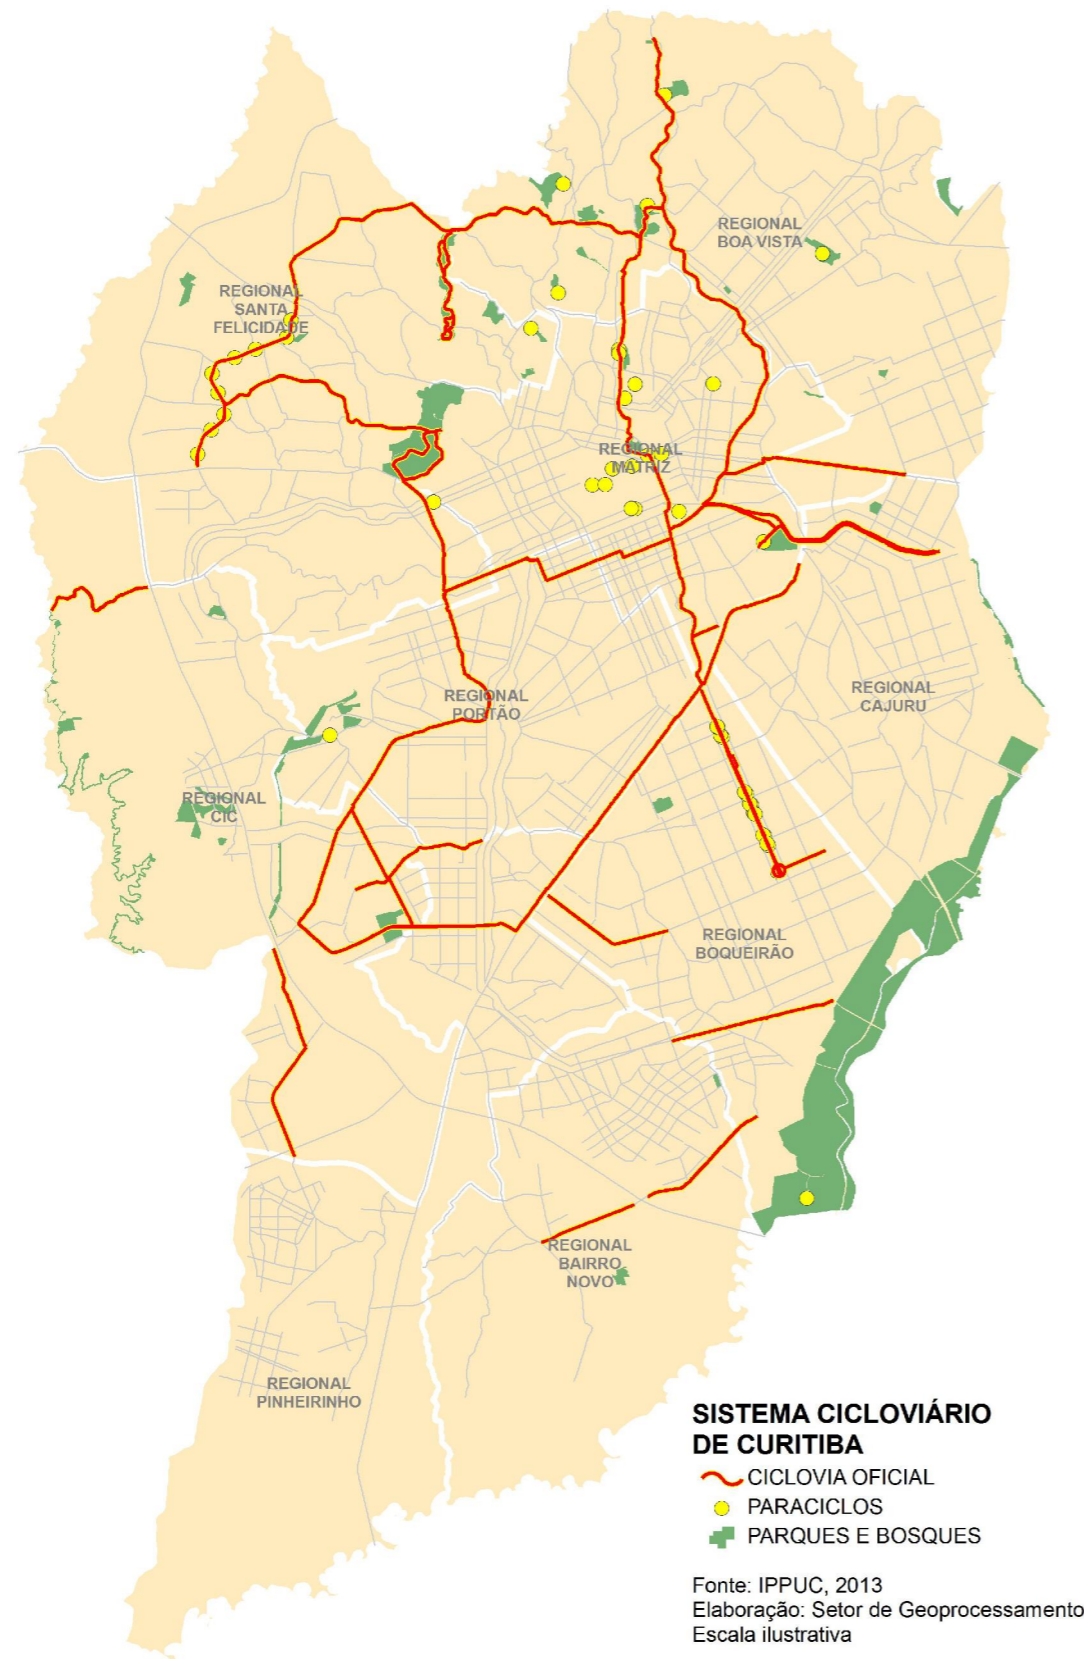 REGIONAL
BOA VISTA
REGIONAL
SANTA
FELICIDADE
REGIONAL
MATRIZ
REGIONAL
CAJURU
REGIONAL
PORTÃO
REGIONAL
CIC
REGIONAL
BOQUEIRÃO
REGIONAL
BAIRRO
NOVO
REGIONAL
PINHEIRINHO
SISTEMA CICLOVIÁRIO
DE CURITIBA
CICLOVIA OFICIAL
PARACICLOS
PARQUES E BOSQUES
Fonte: IPPUC, 2013
Elaboração: Setor de Geoprocessamento
Escala ilustrativa